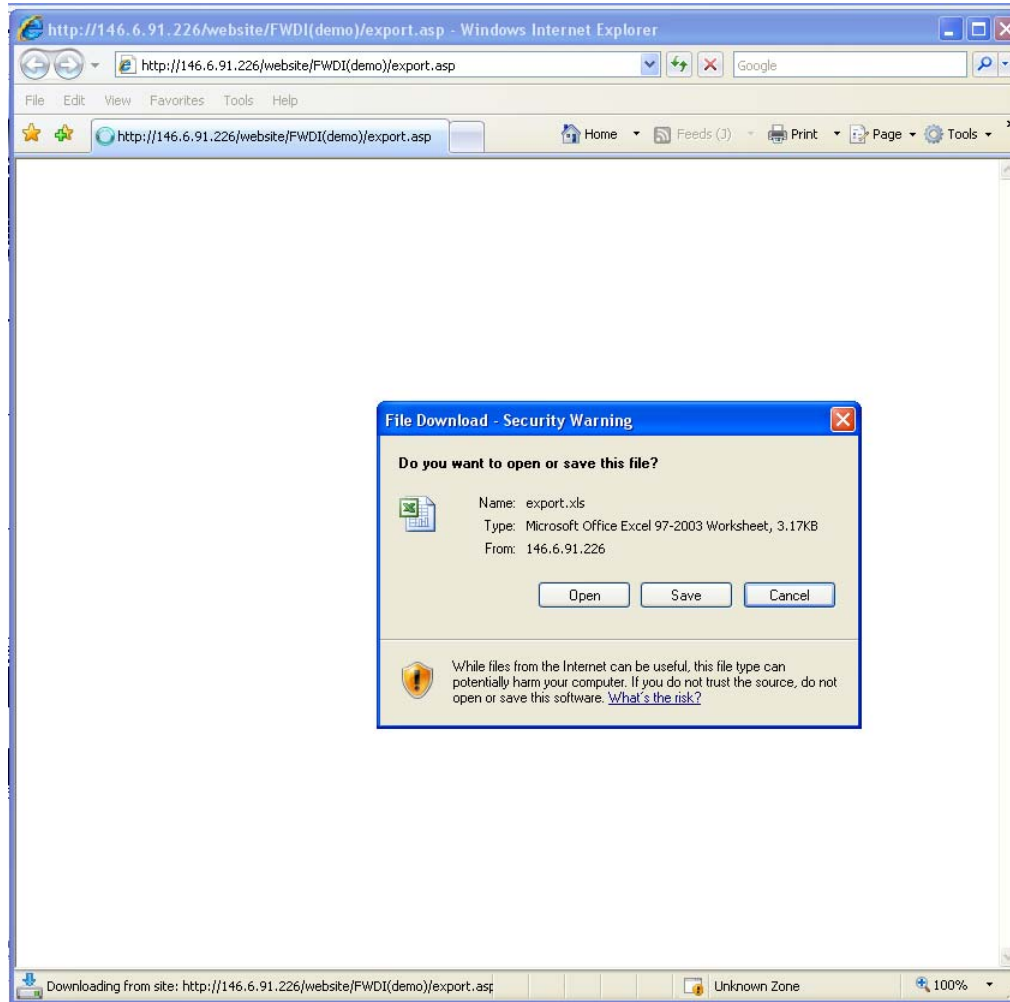 http://146.6.91.226/website/FWDI(demo)/export.asp - Windows Internet Explorer
http://146.6.91.226/website/FWDI(demo)/export.asp
Google
File Edit View Favorites Tools Help
http://146.6.91.226/website/FWDI(demo)/export.asp
Home Feeds (J) Print Page Tools
File Download - Security Warning
Do you want to open or save this file?
Name: export.xls
Type: Microsoft Office Excel 97-2003 Worksheet, 3.17KB
From: 146.6.91.226
Open Save Cancel
While files from the Internet can be useful, this file type can
potentially harm your computer. If you do not trust the source, do not
open or save this software. What's the risk?
Downloading from site: http://146.6.91.226/website/FWDI(demo)/export.asp
Unknown Zone
100%